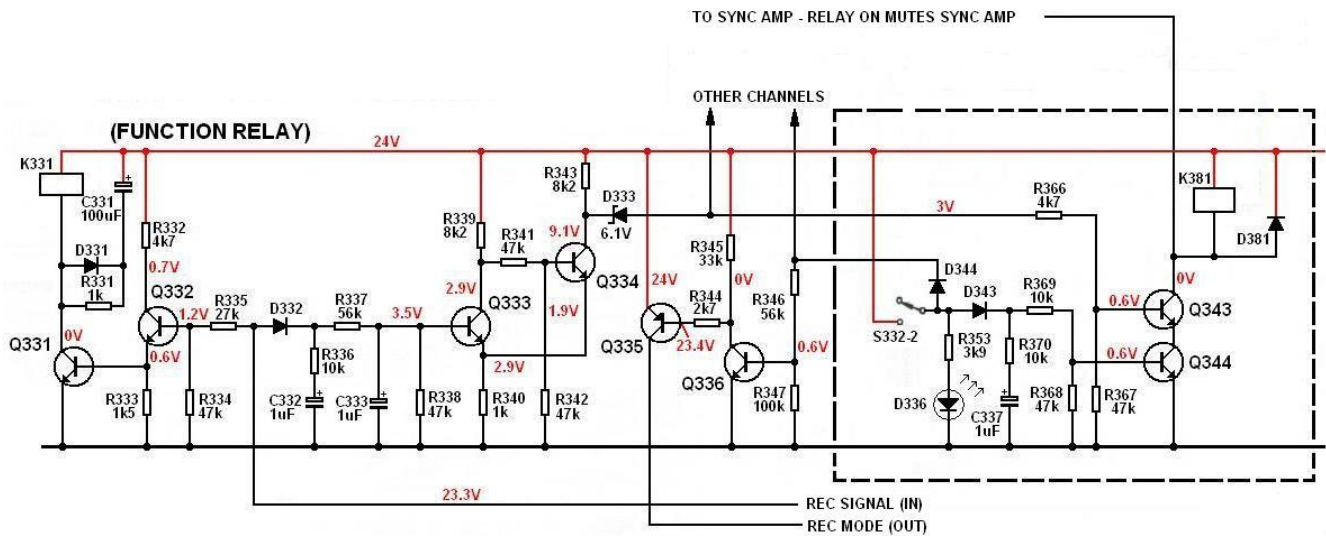 TO SYNC AMP - RELAY ON MUTES SYNC AMP
OTHER CHANNELS
(FUNCTION RELAY)
24V
K331
C331
100uF
D331
R331
1k
0V
Q331
R332
4k7
0.7V
Q332
1.2V
0.6V
R333
1k5
R334
47k
R335
27k
D332
R336
10k
C332
1uF
R337
56k
C333
1uF
3.5V
R338
47k
R339
8k2
2.9V
Q333
2.9V
R340
1k
R341
47k
R342
47k
R343
8k2
9.1V
Q334
1.9V
D333
6.1V
24V
Q335
R344
2k7
23.4V
R345
33k
0V
Q336
R346
56k
0.6V
R347
100k
3V
S332-2
D344
D343
R353
3k9
D336
R369
10k
R370
10k
C337
1uF
R366
4k7
R368
47k
R367
47k
0.6V
0.6V
K381
D381
0V
Q343
Q344
23.3V
REC SIGNAL (IN)
REC MODE (OUT)